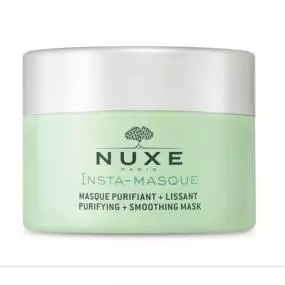 NUXE
PARIS
INSTA-MASQUE
MASQUE PURIFIANT + LISSANT
PURIFYING + SMOOTHING MASK